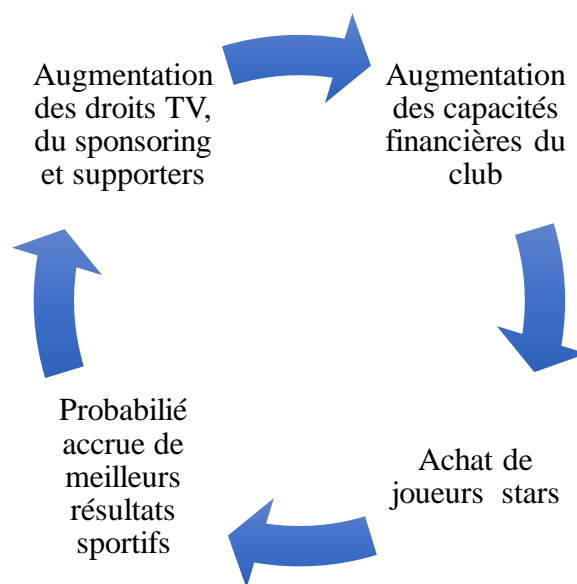 Augmentation
des droits TV,
du sponsoring
et supporters
Augmentation
des capacités
financières du
club
Achat de
joueurs stars
Probabilié
accrue de
meilleurs
résultats
sportifs